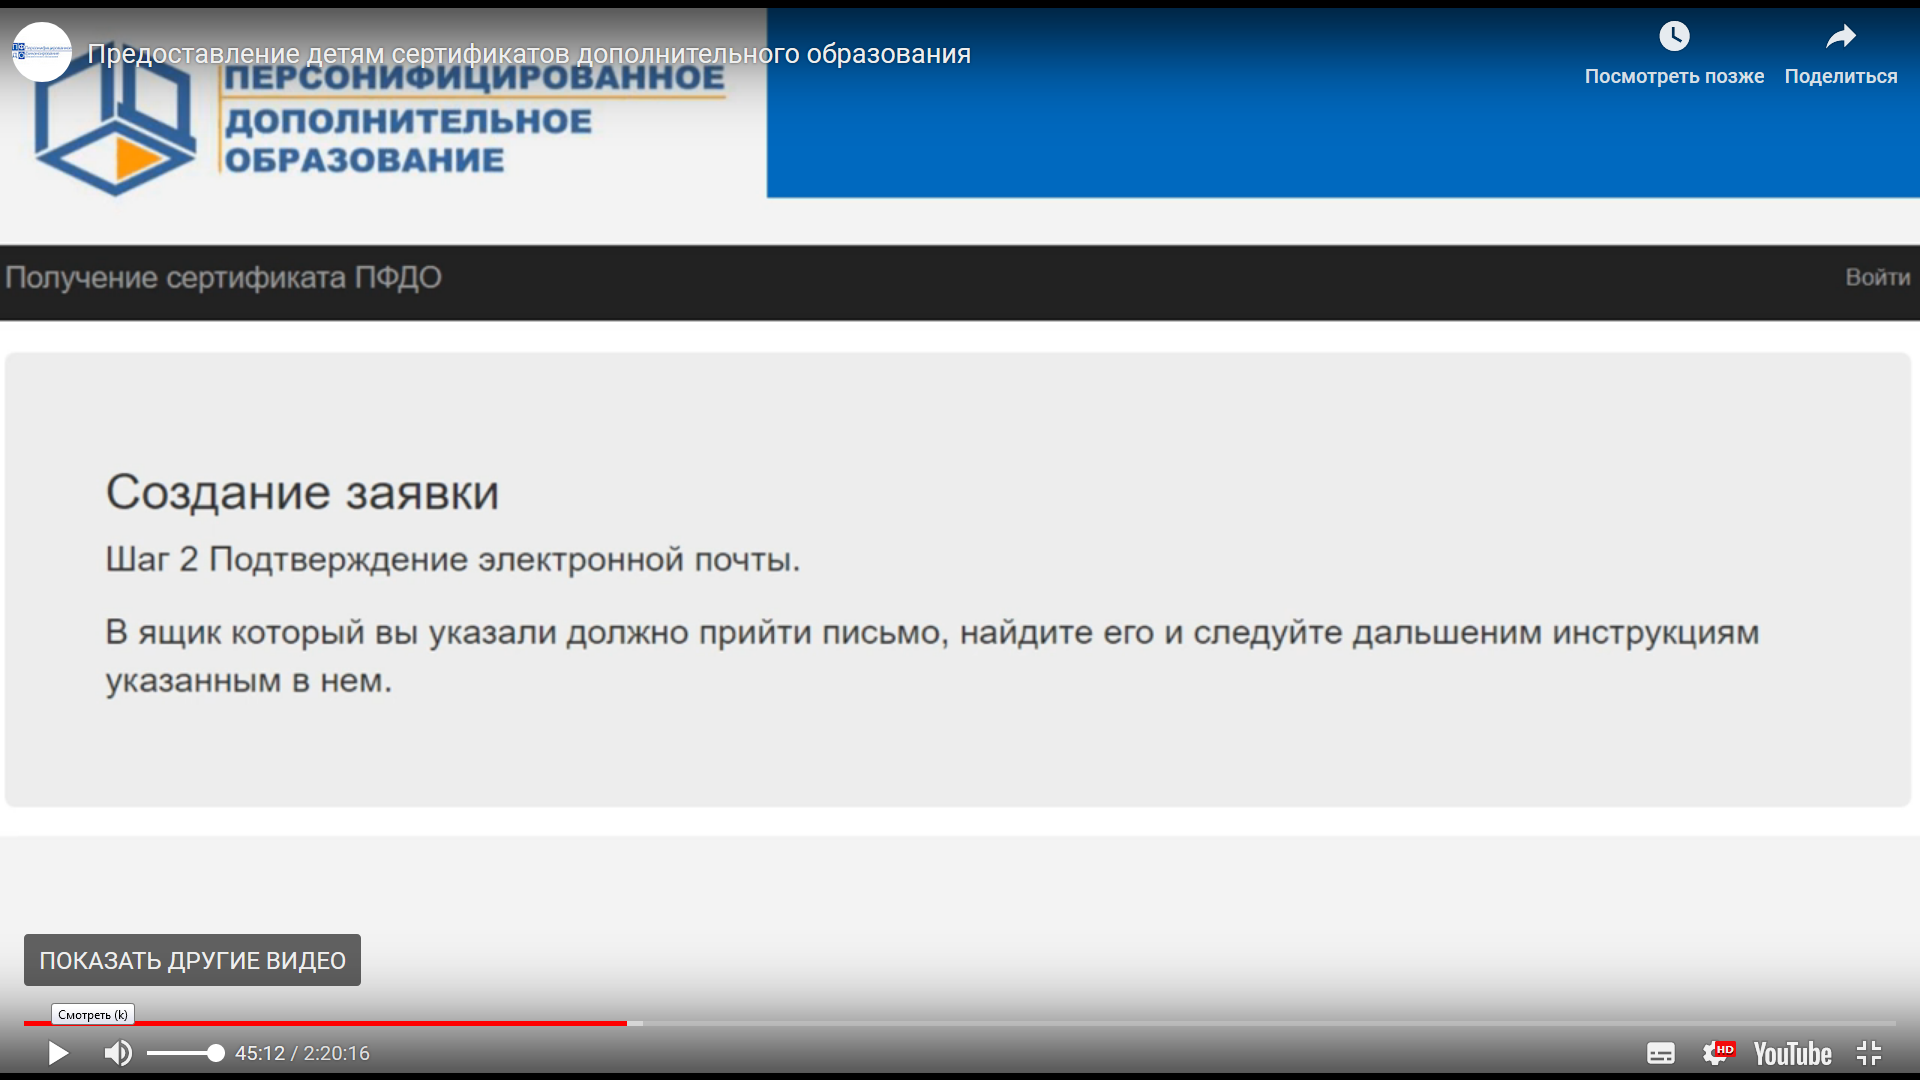 Предоставление детям сертификатов дополнительного образования
Посмотреть позже
Поделиться
ПЕРСОНИФИЦИРОВАННОЕ
ДОПОЛНИТЕЛЬНОЕ
ОБРАЗОВАНИЕ
Получение сертификата ПФДО
Войти
Создание заявки
Шаг 2 Подтверждение электронной почты.
В ящик который вы указали должно прийти письмо, найдите его и следуйте дальшеним инструкциям
указанным в нем.
ПОКАЗАТЬ ДРУГИЕ ВИДЕО
Смотреть (k)
45:12 / 2:20:16
HD
YouTube